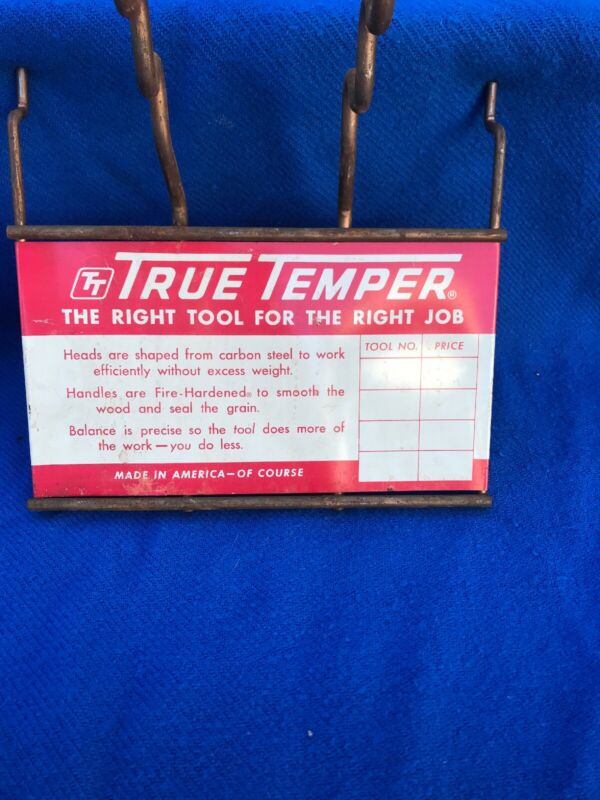 TT TRUE TEMPER®
THE RIGHT TOOL FOR THE RIGHT JOB
Heads are shaped from carbon steel to work
efficiently without excess weight.
Handles are Fire-Hardened® to smooth the
wood and seal the grain.
Balance is precise so the tool does more of
the work—you do less.
TOOL NO. PRICE
MADE IN AMERICA—OF COURSE